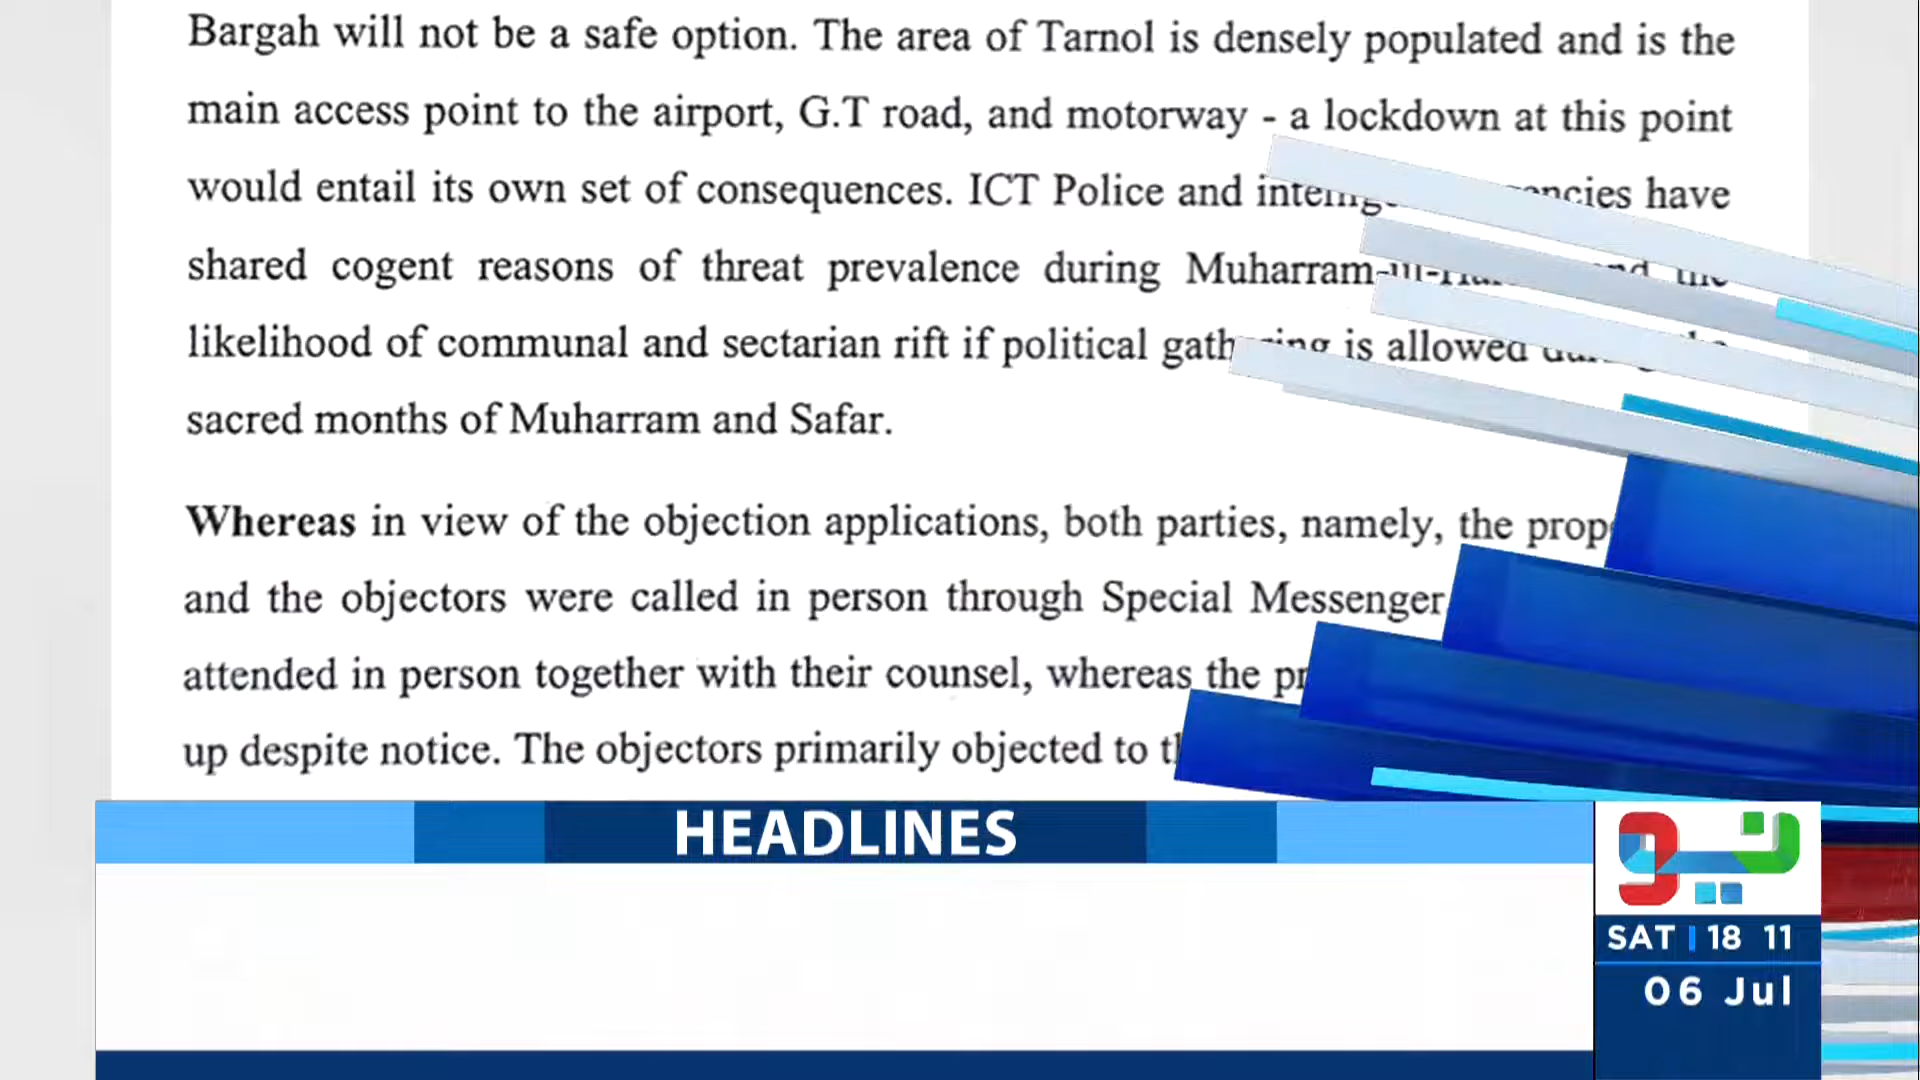 Bargah will not be a safe option. The area of Tarnol is densely populated and is the
main access point to the airport, G.T road, and motorway - a lockdown at this point
would entail its own set of consequences. ICT Police and have
shared cogent reasons of threat prevalence during
likelihood of communal and sectarian rift if political gathering is allowed
sacred months of Muharram and Safar.
Whereas in view of the objection applications, both parties, namely, the
and the objectors were called in person through Special Messenger
attended in person together with their counsel, whereas the
up despite notice. The objectors primarily objected to
HEADLINES
نیو
SAT | 18 11
06 Jul